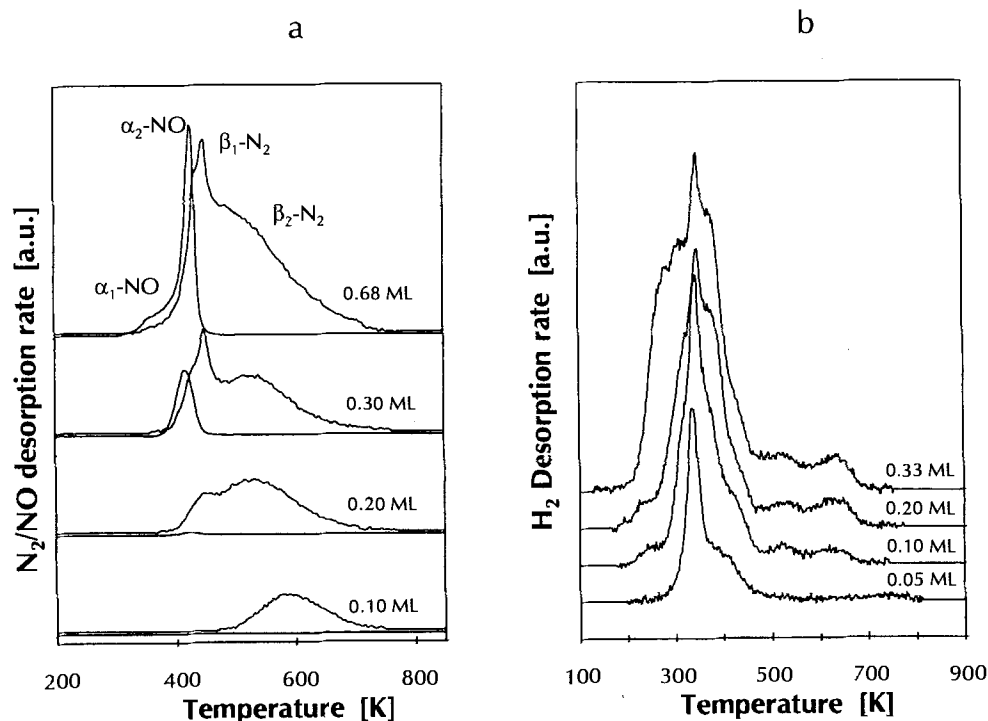 a
N₂/NO desorption rate [a.u.]
α₂-NO
β₁-N₂
β₂-N₂
α₁-NO
0.68 ML
0.30 ML
0.20 ML
0.10 ML
200 400 600 800
Temperature [K]
b
H₂ Desorption rate [a.u.]
0.33 ML
0.20 ML
0.10 ML
0.05 ML
100 300 500 700 900
Temperature [K]